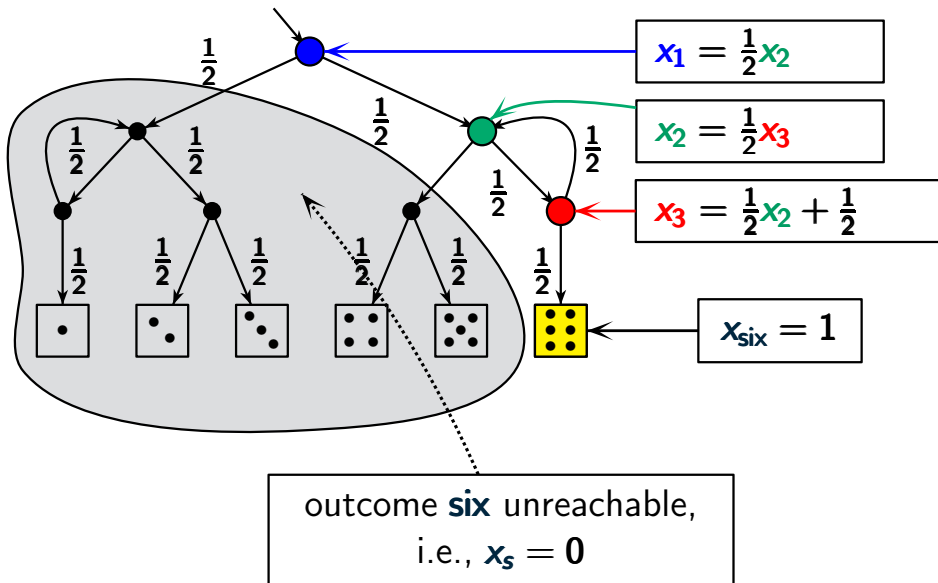 x₁ = ½x₂
½
½
x₂ = ½x₃
½
½
½
½
x₃ = ½x₂ + ½
½
½
½
½
½
½
x_six = 1
outcome six unreachable,
i.e., x_s = 0